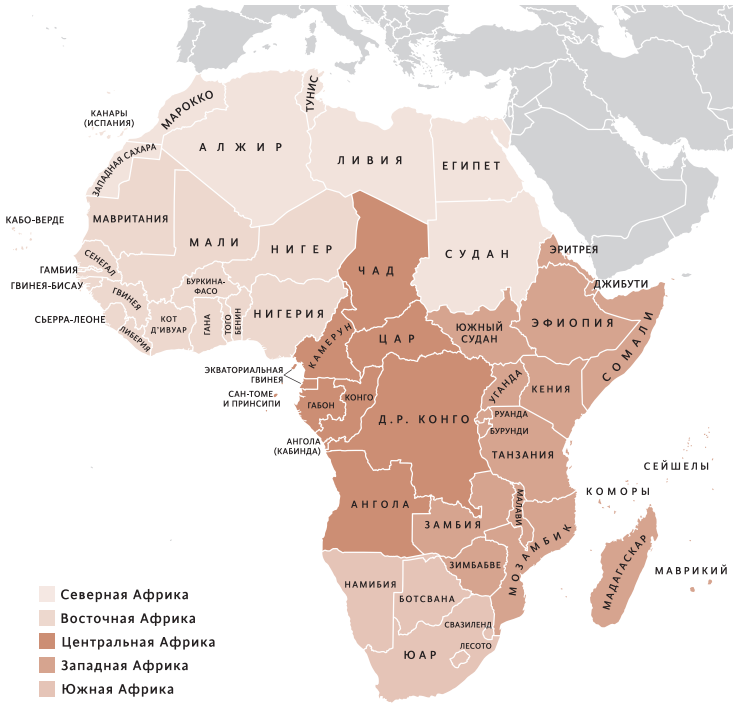 ТУНИС
МАРОККО
КАНАРЫ
(ИСПАНИЯ)
АЛЖИР
ЛИВИЯ
ЕГИПЕТ
ЗАПАДНАЯ САХАРА
КАБО-ВЕРДЕ
МАВРИТАНИЯ
МАЛИ
НИГЕР
ЧАД
СУДАН
ЭРИТРЕЯ
СЕНЕГАЛ
ГАМБИЯ
ГВИНЕЯ-БИСАУ
ГВИНЕЯ
БУРКИНА-
ФАСО
ДЖИБУТИ
СЬЕРРА-ЛЕОНЕ
ЛИБЕРИЯ
КОТ
Д'ИВУАР
ГАНА
ТОГО
БЕНИН
НИГЕРИЯ
КАМЕРУН
ЦАР
ЮЖНЫЙ
СУДАН
ЭФИОПИЯ
СОМАЛИ
ЭКВАТОРИАЛЬНАЯ
ГВИНЕЯ
САН-ТОМЕ
И ПРИНСИПИ
ГАБОН
КОНГО
Д.Р. КОНГО
УГАНДА
КЕНИЯ
РУАНДА
БУРУНДИ
ТАНЗАНИЯ
АНГОЛА
(КАБИНДА)
СЕЙШЕЛЫ
КОМОРЫ
АНГОЛА
ЗАМБИЯ
МАЛАВИ
МОЗАМБИК
МАДАГАСКАР
МАВРИКИЙ
ЗИМБАБВЕ
НАМИБИЯ
БОТСВАНА
СВАЗИЛЕНД
ЛЕСОТО
ЮАР
Северная Африка
Восточная Африка
Центральная Африка
Западная Африка
Южная Африка